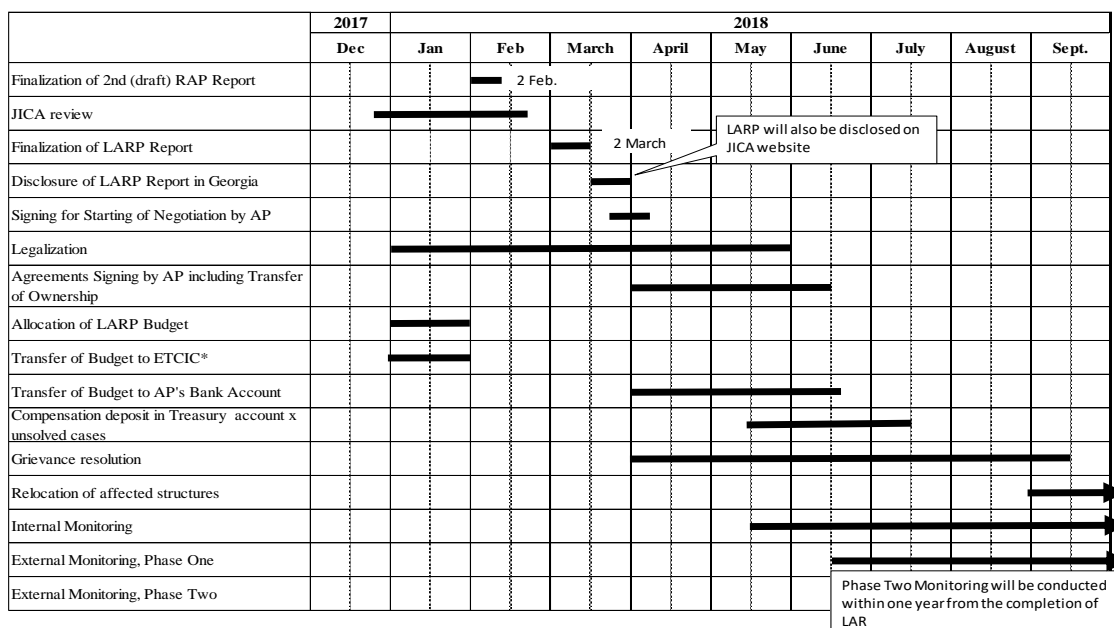 2017 2018
Dec Jan Feb March April May June July August Sept.
Finalization of 2nd (draft) RAP Report
2 Feb.
JICA review
LARP will also be disclosed on
JICA website
Finalization of LARP Report
2 March
Disclosure of LARP Report in Georgia
Signing for Starting of Negotiation by AP
Legalization
Agreements Signing by AP including Transfer
of Ownership
Allocation of LARP Budget
Transfer of Budget to ETCIC*
Transfer of Budget to AP's Bank Account
Compensation deposit in Treasury account x
unsolved cases
Grievance resolution
Relocation of affected structures
Internal Monitoring
External Monitoring, Phase One
External Monitoring, Phase Two
Phase Two Monitoring will be conducted
within one year from the completion of
LAR